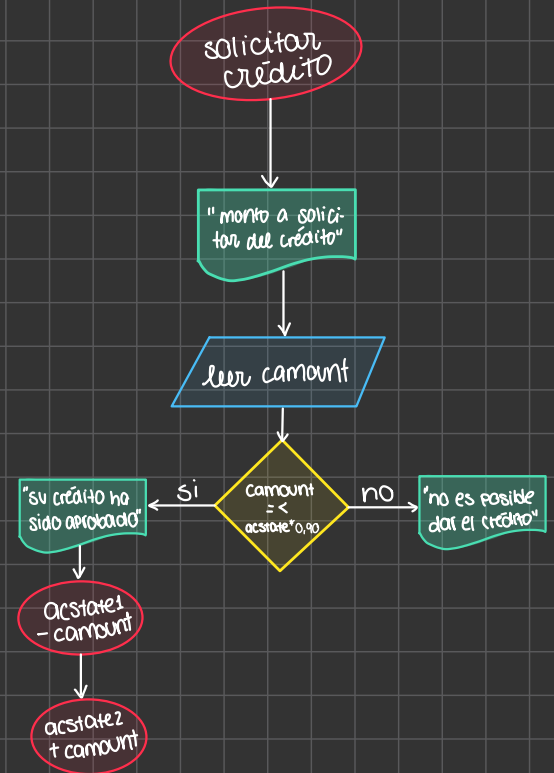 solicitar
crédito
"monto a solici-
tar del crédito"
leer camount
si
no
camount
=<
acstate*0,90
"su crédito ha
sido aprobado"
"no es posible
dar el crédito"
acstate1
- camount
acstate2
+ camount